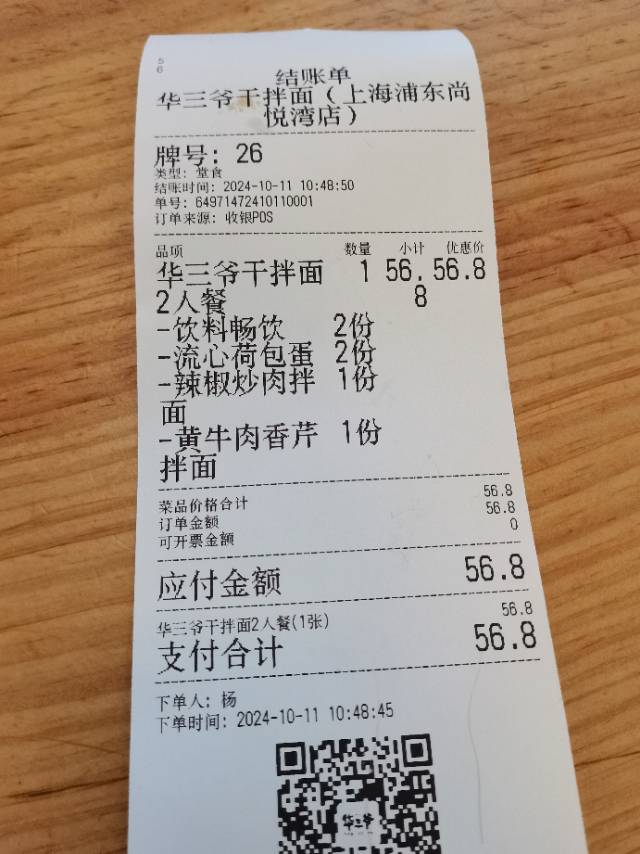 5
6
结账单
华三爷干拌面（上海浦东尚
悦湾店）
牌号: 26
类型: 堂食
结账时间: 2024-10-11 10:48:50
单号: 64971472410110001
订单来源: 收银POS
品项 数量 小计 优惠价
华三爷干拌面 1 56. 56.8
2人餐 8
-饮料畅饮 2份
-流心荷包蛋 2份
-辣椒炒肉拌 1份
面
-黄牛肉香芹 1份
拌面
菜品价格合计 56.8
订单金额 56.8
可开票金额 0
应付金额 56.8
华三爷干拌面2人餐(1张) 56.8
支付合计 56.8
下单人: 杨
下单时间: 2024-10-11 10:48:45
华三爷